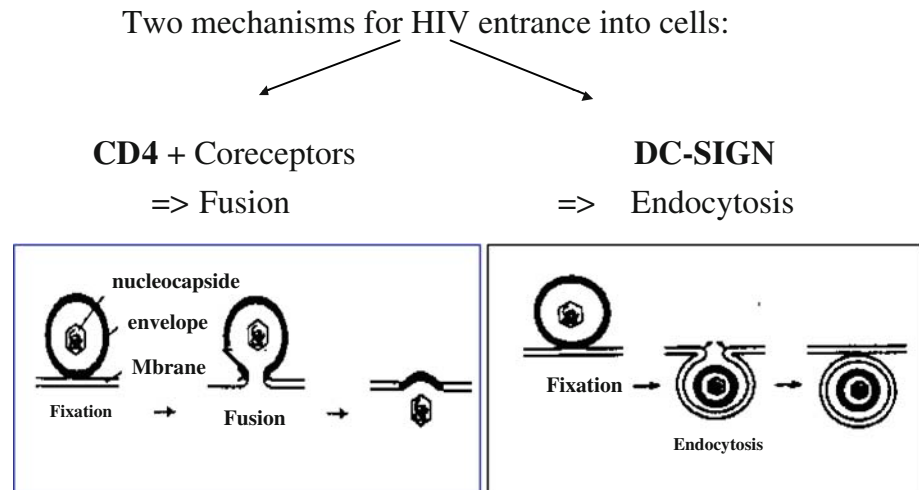 Two mechanisms for HIV entrance into cells:
CD4 + Coreceptors
=> Fusion
DC-SIGN
=> Endocytosis
nucleocapside
envelope
Mbrane
Fixation
Fusion
Fixation
Endocytosis